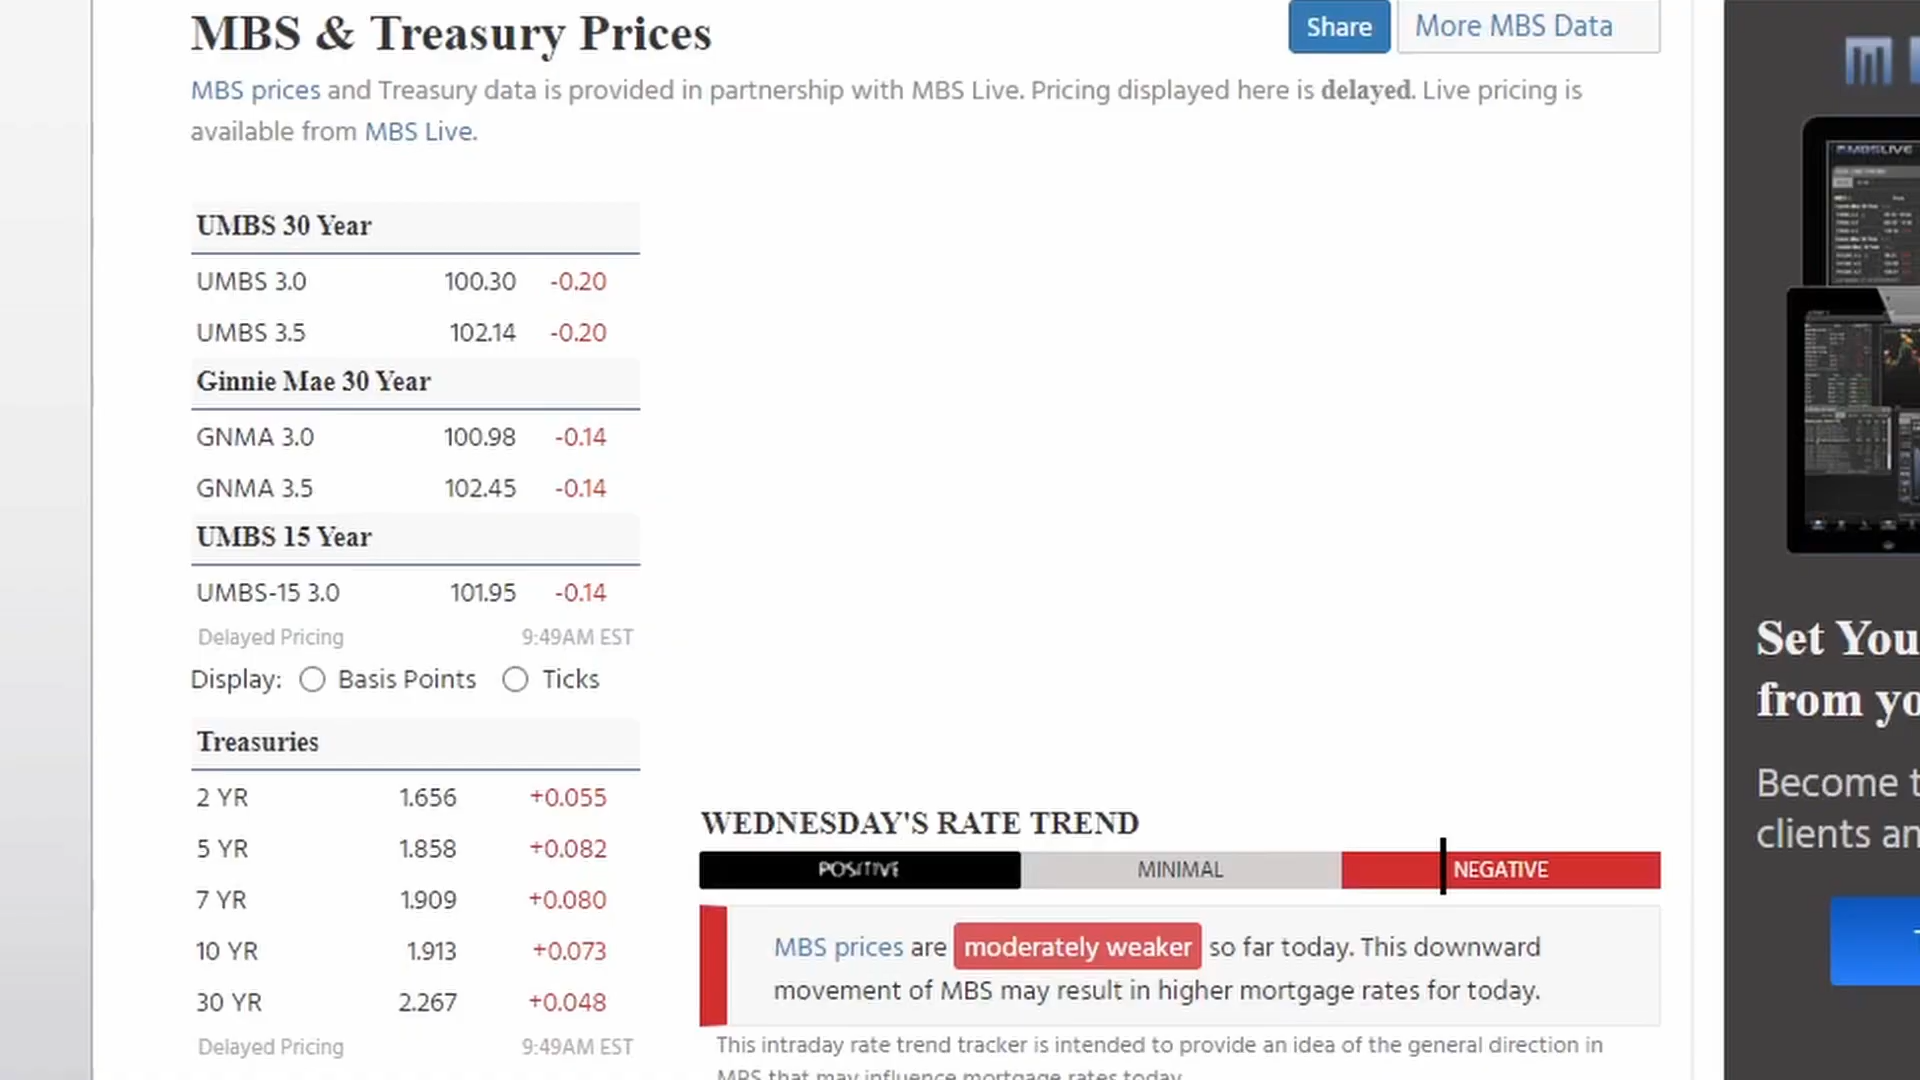 MBS & Treasury Prices
Share
More MBS Data
MBS prices and Treasury data is provided in partnership with MBS Live. Pricing displayed here is delayed. Live pricing is
available from MBS Live.
UMBS 30 Year
UMBS 3.0 100.30 -0.20
UMBS 3.5 102.14 -0.20
Ginnie Mae 30 Year
GNMA 3.0 100.98 -0.14
GNMA 3.5 102.45 -0.14
UMBS 15 Year
UMBS-15 3.0 101.95 -0.14
Delayed Pricing 9:49AM EST
Display: Basis Points Ticks
Treasuries
2 YR 1.656 +0.055
5 YR 1.858 +0.082
7 YR 1.909 +0.080
10 YR 1.913 +0.073
30 YR 2.267 +0.048
Delayed Pricing 9:49AM EST
WEDNESDAY'S RATE TREND
POSITIVE MINIMAL NEGATIVE
MBS prices are moderately weaker so far today. This downward
movement of MBS may result in higher mortgage rates for today.
This intraday rate trend tracker is intended to provide an idea of the general direction in
MBS that may influence mortgage rates today.
MBSLIVE
Set You
from yo
Become t
clients an